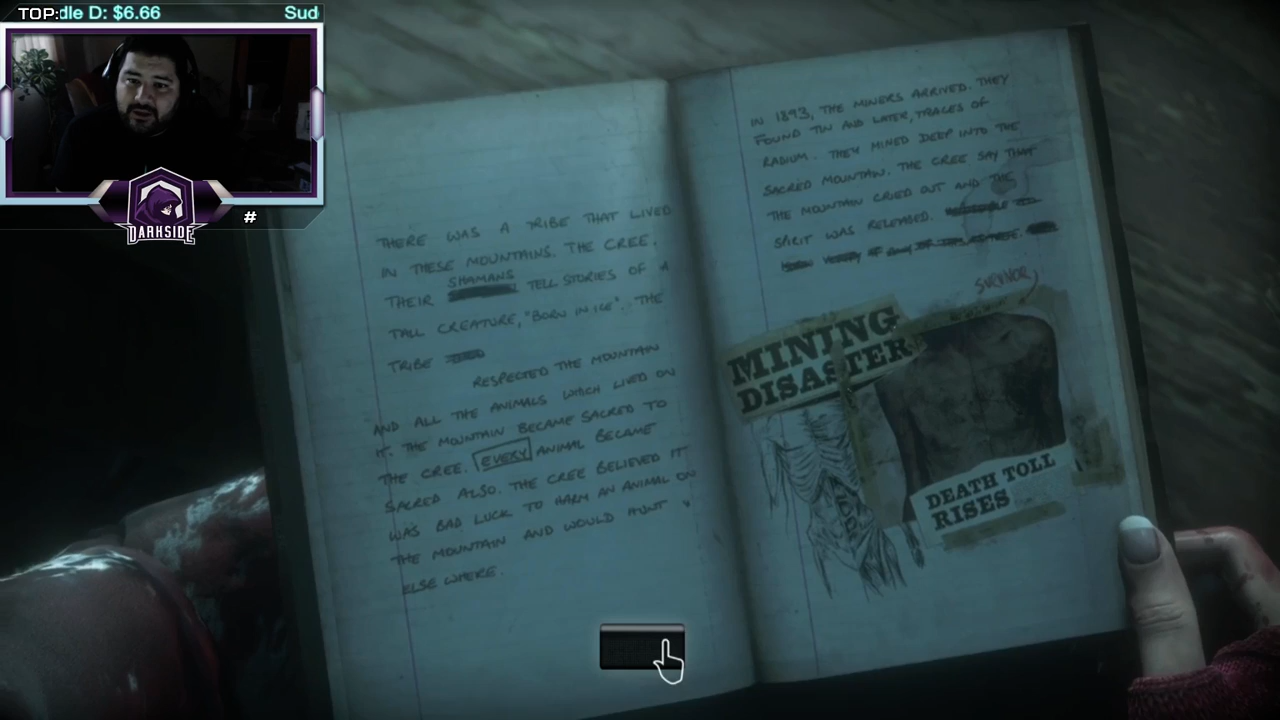 TOP:dle D: $6.66
Sud
DARKSIDE
#
THERE WAS A TRIBE THAT LIVED
IN THESE MOUNTAINS. THE CREE.
SHAMANS
THEIR TELL STORIES OF A
TALL CREATURE, "BORN IN ICE". THE
TRIBE
RESPECTED THE MOUNTAIN
AND ALL THE ANIMALS WHICH LIVED ON
IT. THE MOUNTAIN BECAME SACRED TO
THE CREE. EVERY ANIMAL BECAME
SACRED ALSO. THE CREE BELIEVED IT
WAS BAD LUCK TO HARM AN ANIMAL ON
THE MOUNTAIN AND WOULD HUNT
ELSE WHERE.
IN 1893, THE MINERS ARRIVED. THEY
FOUND TIN AND LATER, TRACES OF
RADIUM. THEY MINED DEEP INTO THE
SACRED MOUNTAIN. THE CREE SAY THAT
THE MOUNTAIN CRIED OUT AND THE
SPIRIT WAS RELEASED.
SURVIVOR
MINING
DISASTER
DEATH TOLL
RISES